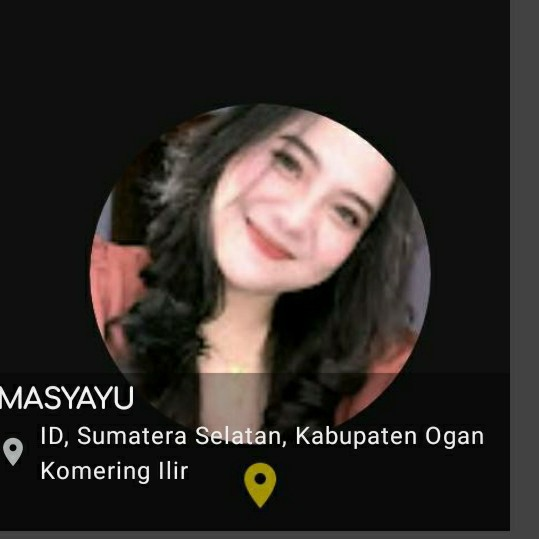 MASYAYU
ID, Sumatera Selatan, Kabupaten Ogan
Komering Ilir